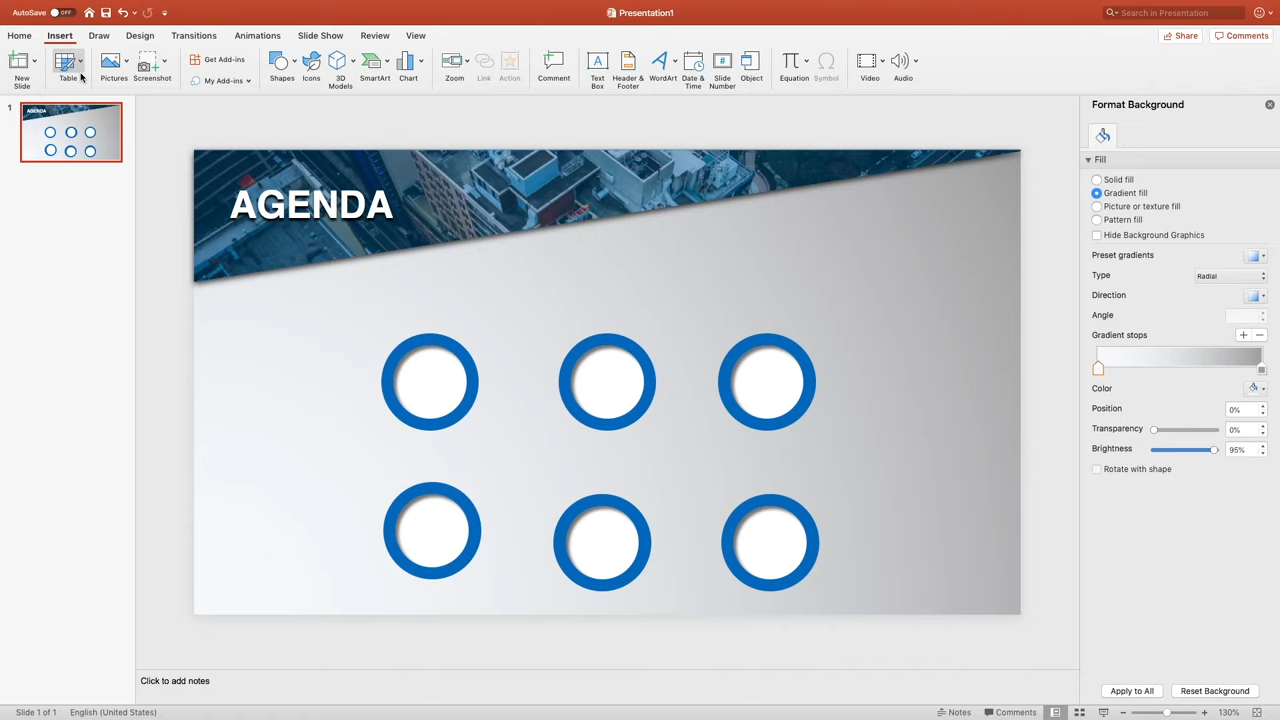 AutoSave OFF
Presentation1
Search in Presentation
Home Insert Draw Design Transitions Animations Slide Show Review View
Share Comments
New Slide
Table
Pictures
Screenshot
Get Add-ins
My Add-ins
Shapes
Icons
3D Models
SmartArt
Chart
Zoom
Link
Action
Comment
Text Box
Header & Footer
WordArt
Date & Time
Slide Number
Object
Equation
Symbol
Video
Audio
1
AGENDA
AGENDA
Format Background
Fill
Solid fill
Gradient fill
Picture or texture fill
Pattern fill
Hide Background Graphics
Preset gradients
Type Radial
Direction
Angle
Gradient stops
Color
Position 0%
Transparency 0%
Brightness 95%
Rotate with shape
Apply to All Reset Background
Click to add notes
Slide 1 of 1 English (United States) Notes Comments 130%